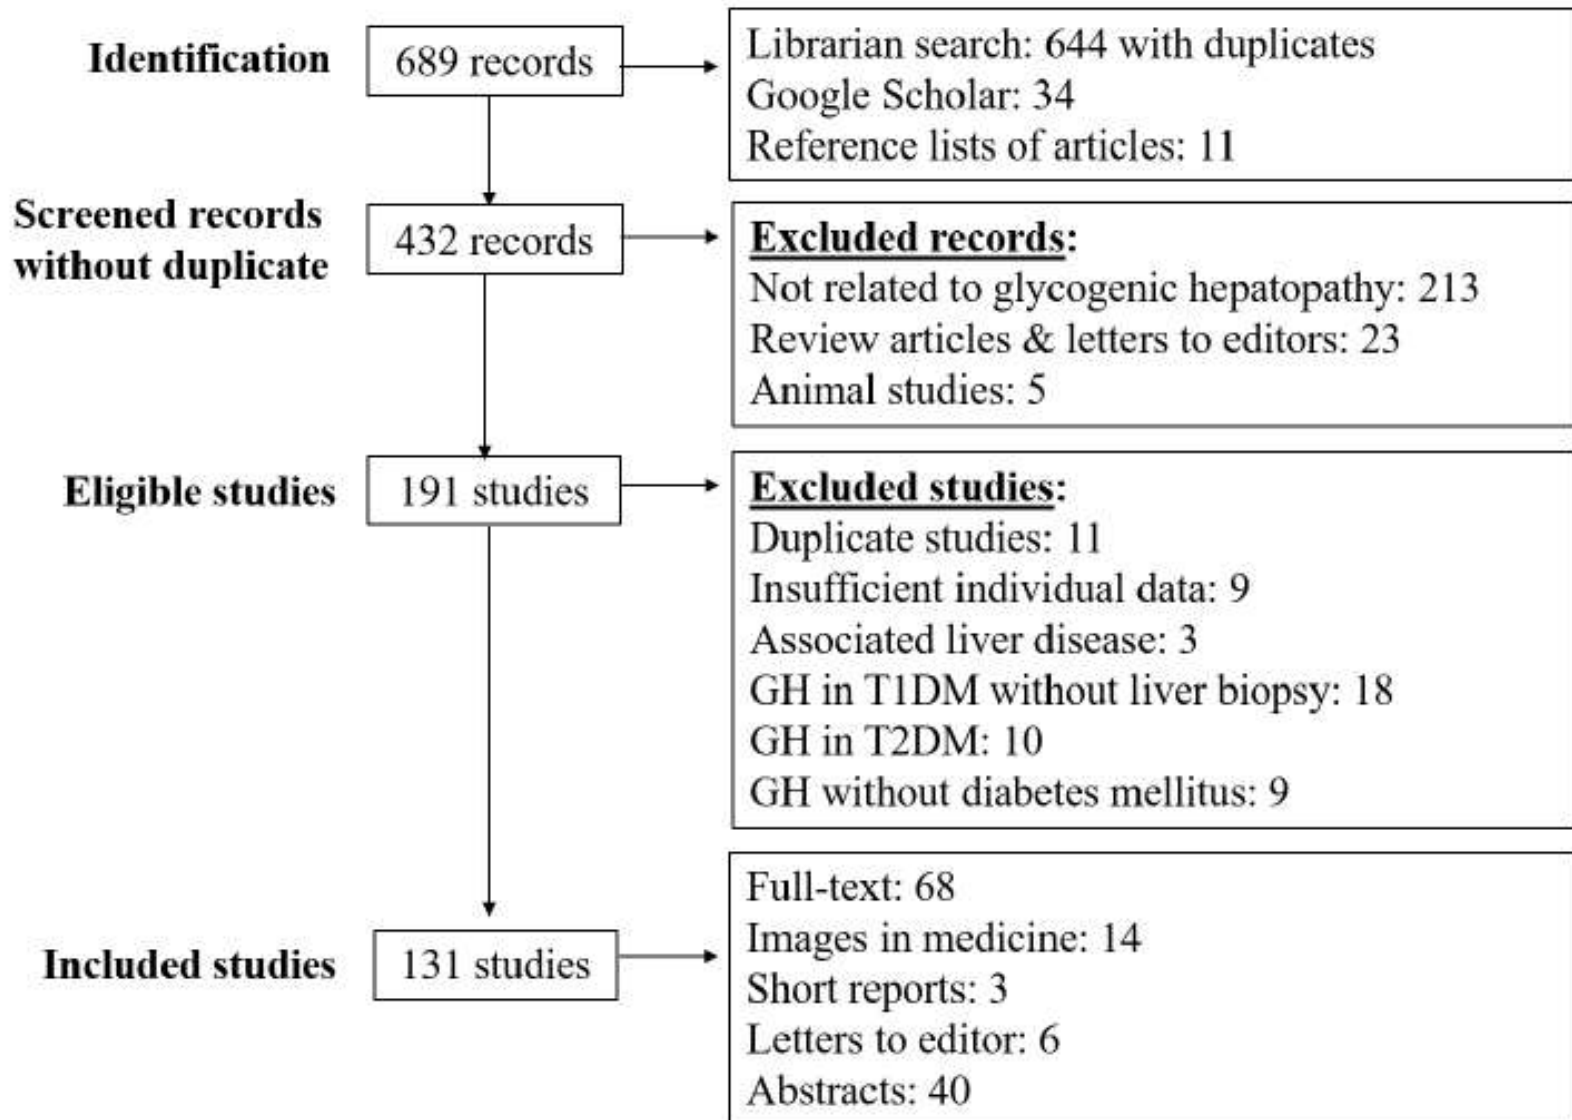 Identification
689 records
Librarian search: 644 with duplicates
Google Scholar: 34
Reference lists of articles: 11
Screened records
without duplicate
432 records
Excluded records:
Not related to glycogenic hepatopathy: 213
Review articles & letters to editors: 23
Animal studies: 5
Eligible studies
191 studies
Excluded studies:
Duplicate studies: 11
Insufficient individual data: 9
Associated liver disease: 3
GH in T1DM without liver biopsy: 18
GH in T2DM: 10
GH without diabetes mellitus: 9
Included studies
131 studies
Full-text: 68
Images in medicine: 14
Short reports: 3
Letters to editor: 6
Abstracts: 40